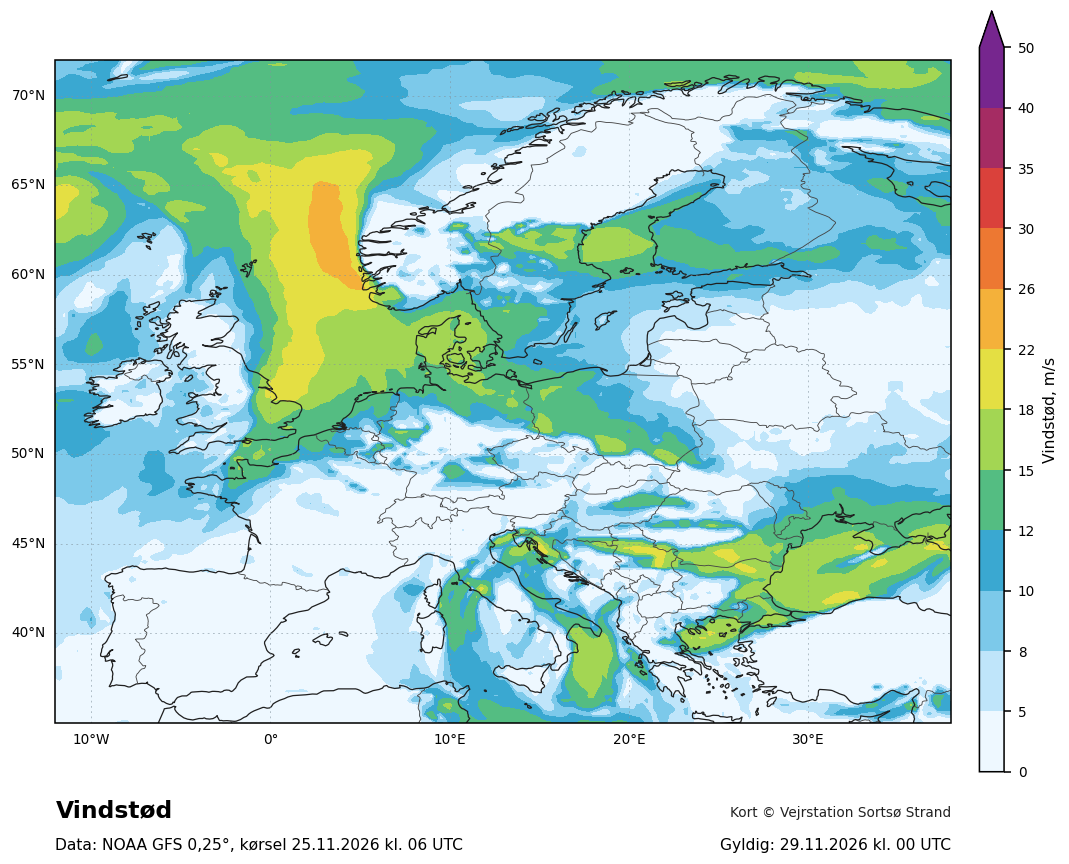 50
40
35
30
26
22
18
15
12
10
8
5
0
Vindstød, m/s
70°N
65°N
60°N
55°N
50°N
45°N
40°N
10°W
0°
10°E
20°E
30°E
Vindstød
Kort © Vejrstation Sortsø Strand
Data: NOAA GFS 0,25°, kørsel 25.11.2026 kl. 06 UTC
Gyldig: 29.11.2026 kl. 00 UTC